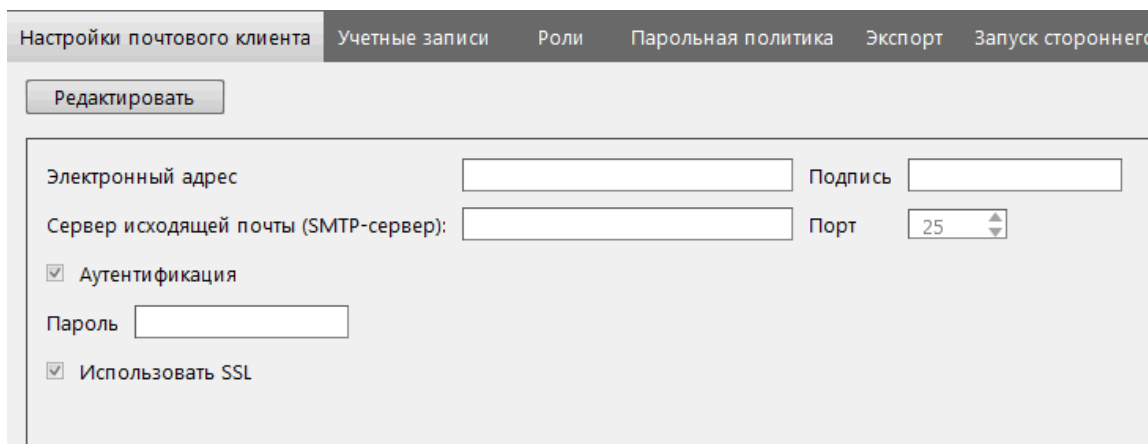 Настройки почтового клиента Учетные записи Роли Парольная политика Экспорт Запуск стороннего
Редактировать
Электронный адрес Подпись
Сервер исходящей почты (SMTP-сервер): Порт 25
Аутентификация
Пароль
Использовать SSL